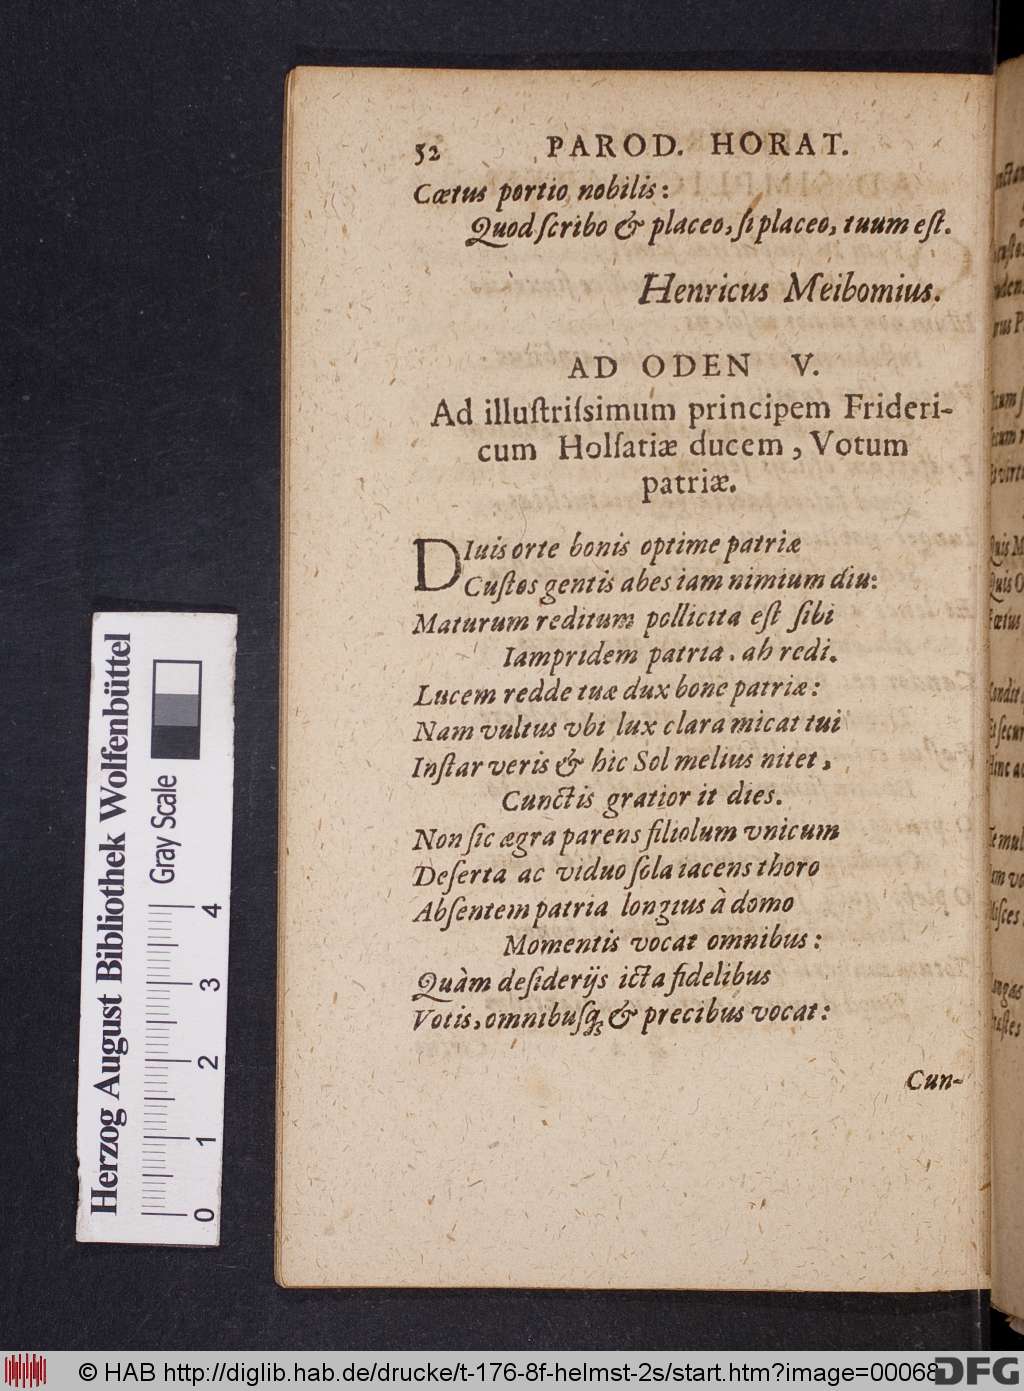 52 PAROD. HORAT.
Cœtus portio nobilis:
Quod ſcribo & placeo, ſi placeo, tuum eſt.
Henricus Meibomius.
AD ODEN V.
Ad illuſtriſsimum principem Frideri-
cum Holſatiæ ducem, Votum
patriæ.
DIuis orte bonis optime patriæ
Cuſtos gentis abes iam nimium diu:
Maturum reditum pollicita eſt ſibi
Iampridem patria. ah redi.
Lucem redde tuæ dux bone patriæ:
Nam vultus vbi lux clara micat tui
Inſtar veris & hic Sol melius nitet,
Cunctis gratior it dies.
Non ſic ægra parens filiolum vnicum
Deſerta ac viduo ſola iacens thoro
Abſentem patria longius à domo
Momentis vocat omnibus:
Quàm deſiderijs icta fidelibus
Votis, omnibuſq; & precibus vocat:
Cun-
Herzog August Bibliothek Wolfenbüttel
Gray Scale
0 1 2 3 4
© HAB http://diglib.hab.de/drucke/t-176-8f-helmst-2s/start.htm?image=00068
DFG